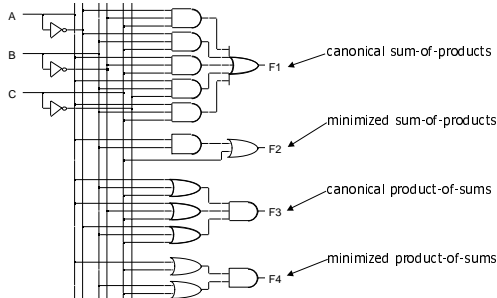 A
B
C
F1
canonical sum-of-products
F2
minimized sum-of-products
F3
canonical product-of-sums
F4
minimized product-of-sums